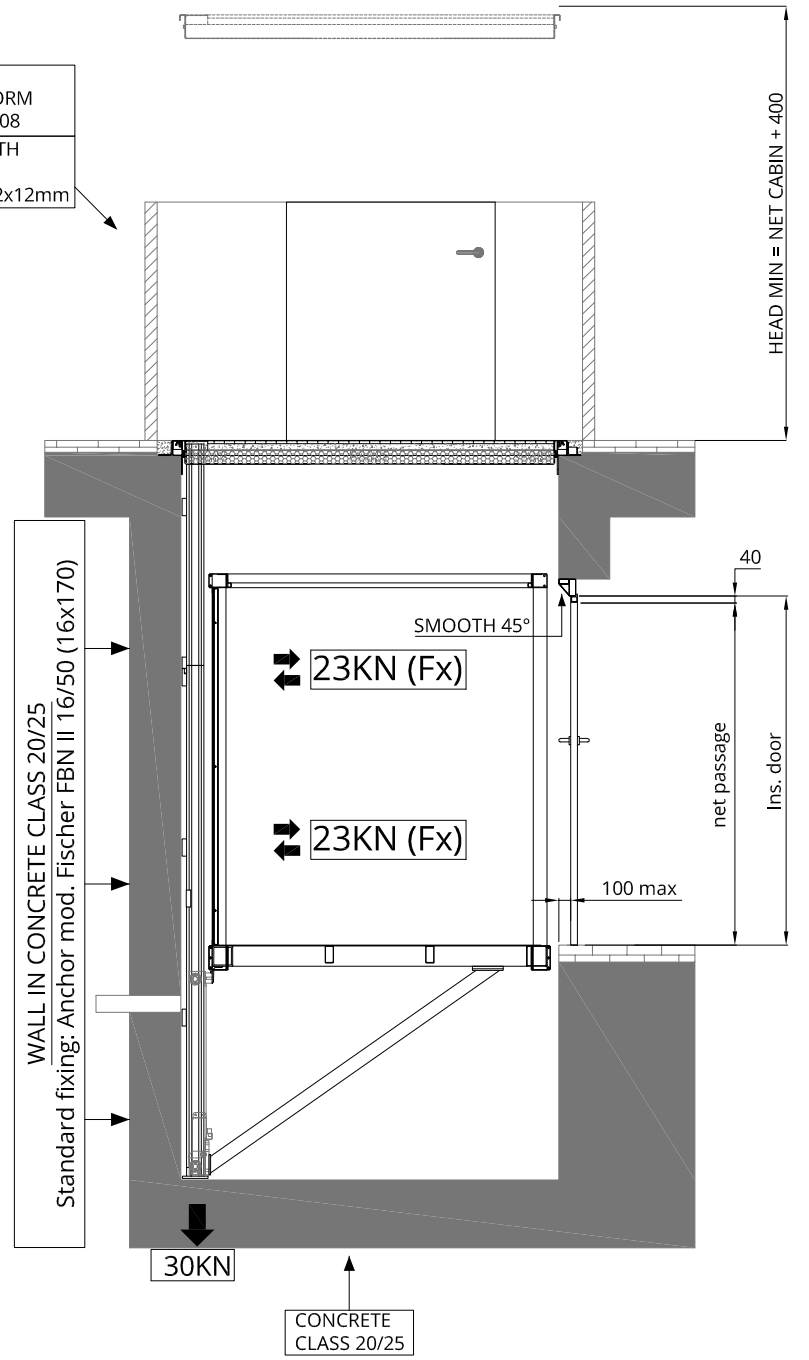 ORM
08
TH
2x12mm
HEAD MIN = NET CABIN + 400
40
SMOOTH 45°
23KN (Fx)
net passage
Ins. door
23KN (Fx)
100 max
WALL IN CONCRETE CLASS 20/25
Standard fixing: Anchor mod. Fischer FBN II 16/50 (16x170)
30KN
CONCRETE
CLASS 20/25